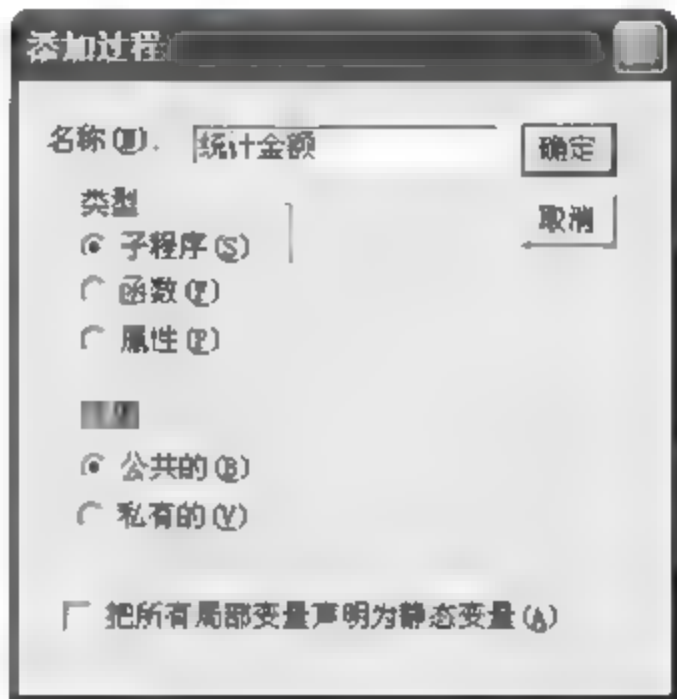 添加过程
名称(N). 统计金额
确定
类型
取消
子程序(S)
函数(F)
属性(P)
公共的(B)
私有的(V)
把所有局部变量声明为静态变量(A)